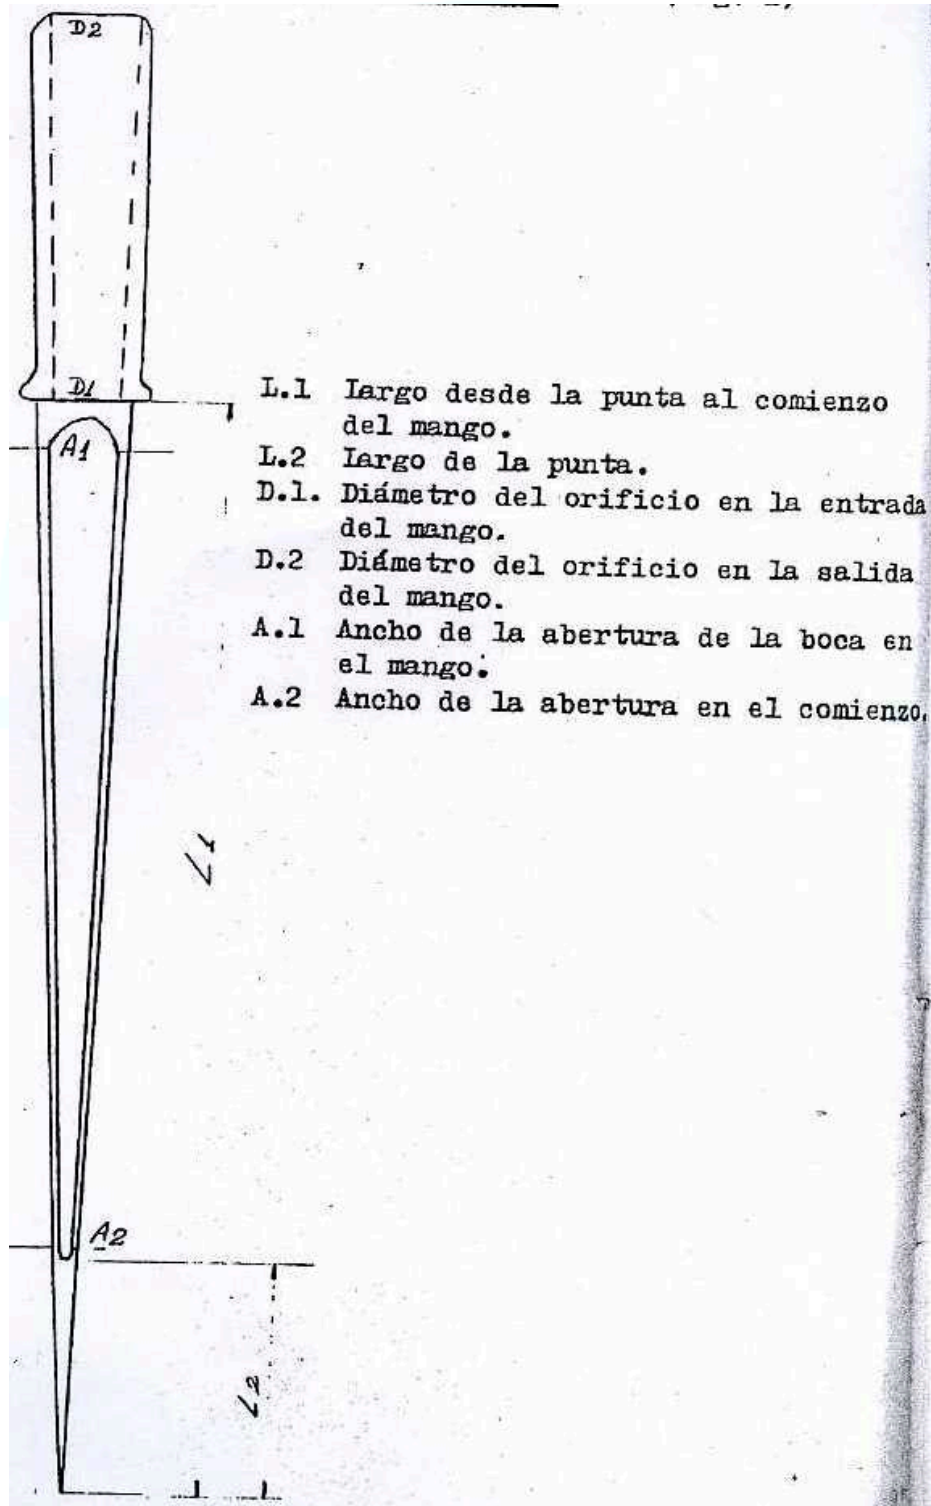 D2
D1
A1
L.1 Largo desde la punta al comienzo
del mango.
L.2 Largo de la punta.
D.1. Diámetro del orificio en la entrada
del mango.
D.2 Diámetro del orificio en la salida
del mango.
A.1 Ancho de la abertura de la boca en
el mango.
A.2 Ancho de la abertura en el comienzo.
L1
A2
L2